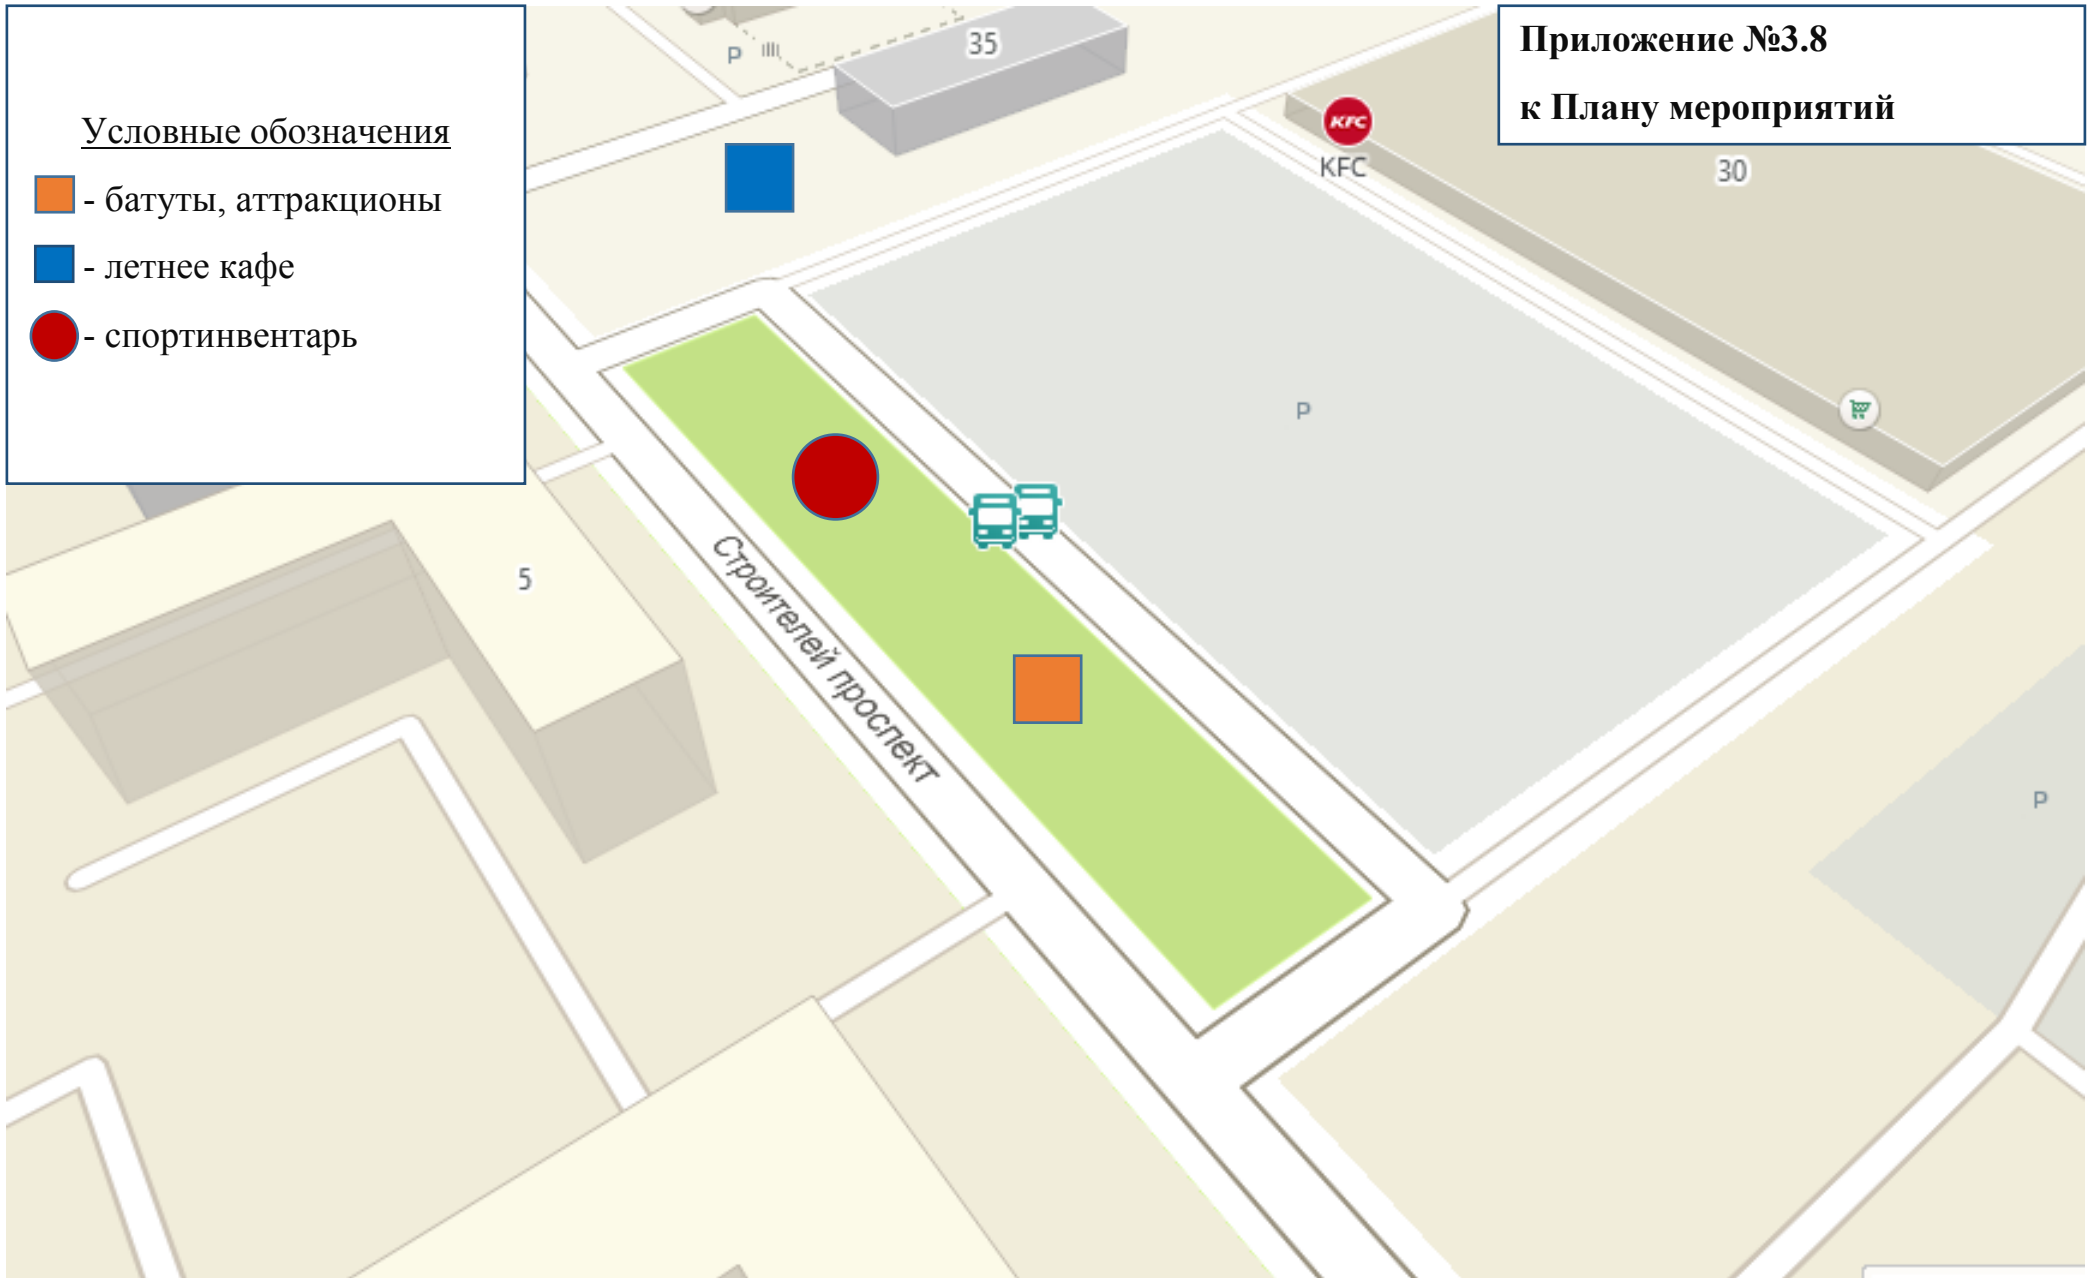 Условные обозначения
- батуты, аттракционы
- летнее кафе
- спортинвентарь
Приложение №3.8
к Плану мероприятий
35
P
KFC
KFC
30
P
5
Строителей проспект
P